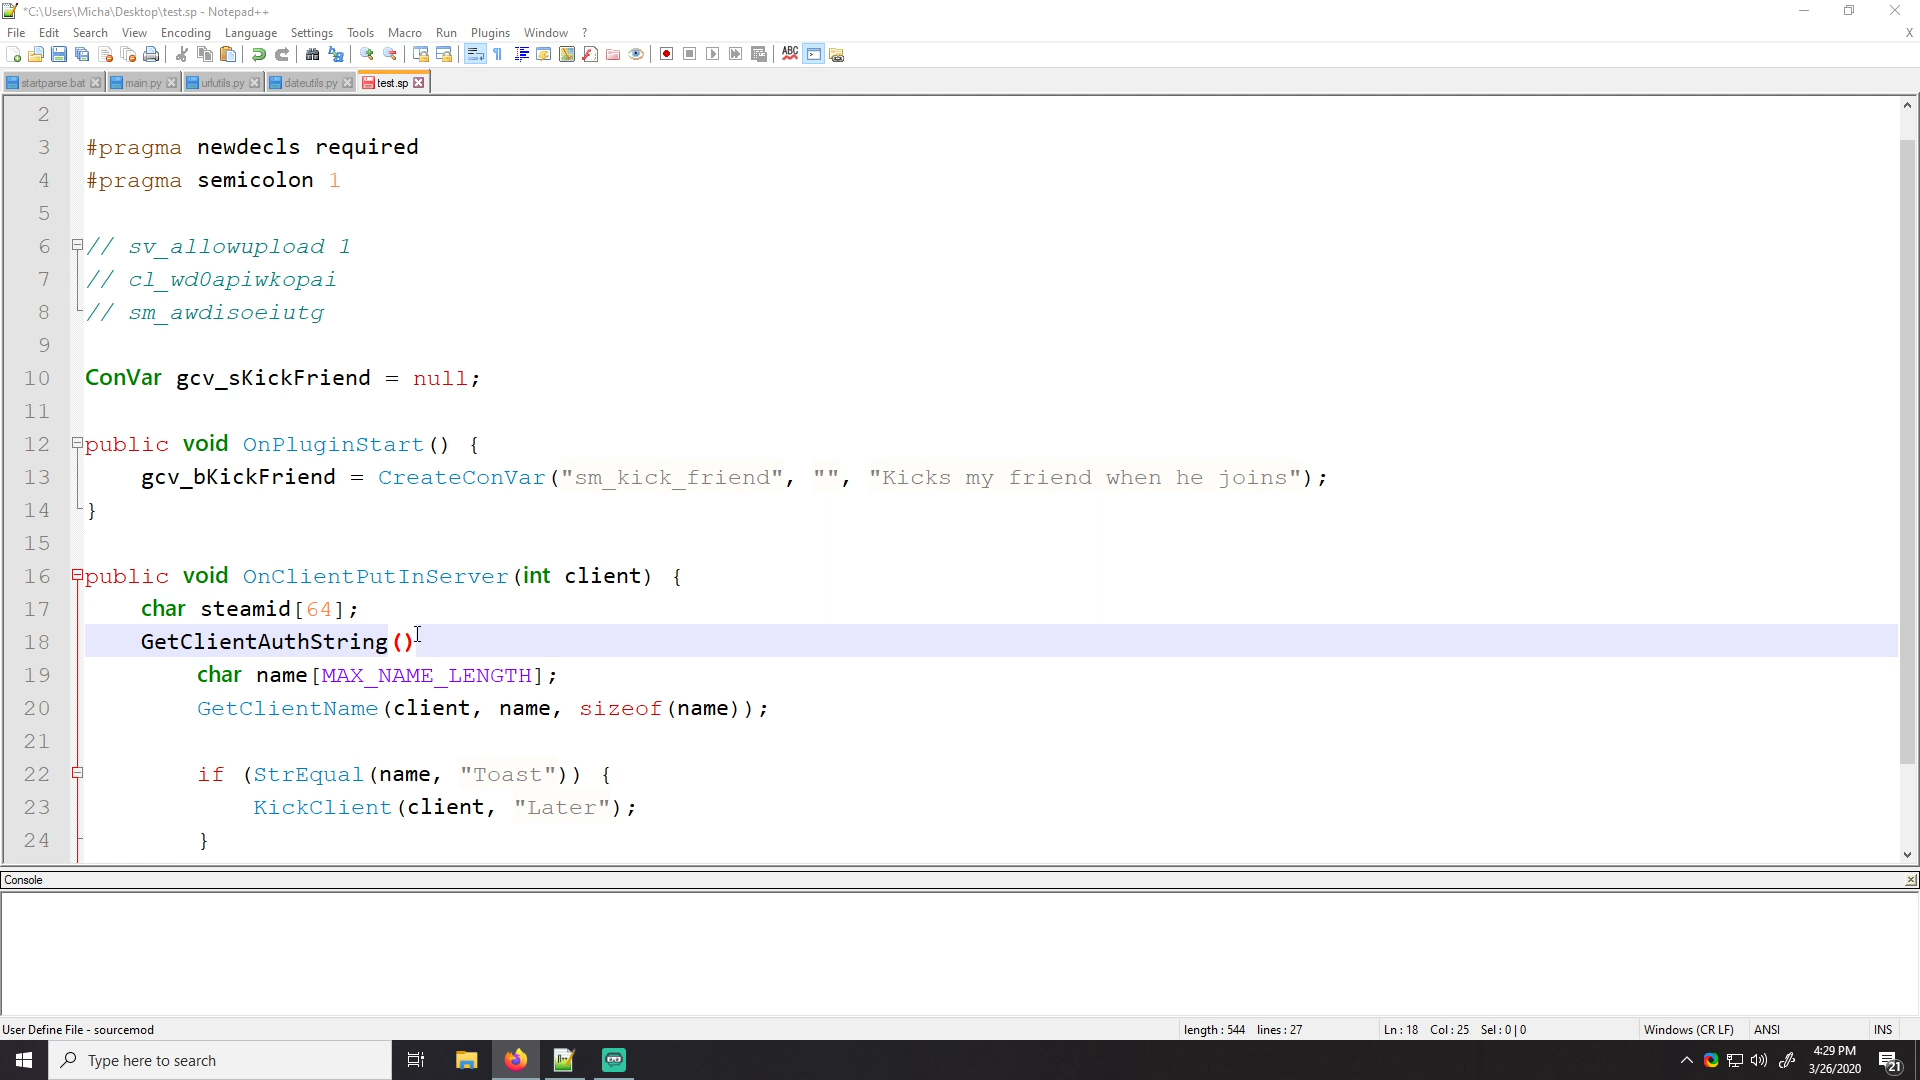 *C:\Users\Micha\Desktop\test.sp - Notepad++
File Edit Search View Encoding Language Settings Tools Macro Run Plugins Window ?
X
ABC
startparse.bat main.py urlutils.py dateutils.py test.sp
2
3 #pragma newdecls required
4 #pragma semicolon 1
5
6 // sv_allowupload 1
7 // cl_wd0apiwkopai
8 // sm_awdisoeiutg
9
10 ConVar gcv_sKickFriend = null;
11
12 public void OnPluginStart() {
13 gcv_bKickFriend = CreateConVar("sm_kick_friend", "", "Kicks my friend when he joins");
14 }
15
16 public void OnClientPutInServer(int client) {
17 char steamid[64];
18 GetClientAuthString()
19 char name[MAX_NAME_LENGTH];
20 GetClientName(client, name, sizeof(name));
21
22 if (StrEqual(name, "Toast")) {
23 KickClient(client, "Later");
24 }
Console
User Define File - sourcemod length : 544 lines : 27 Ln : 18 Col : 25 Sel : 0 | 0 Windows (CR LF) ANSI INS
Type here to search
4:29 PM
3/26/2020
21